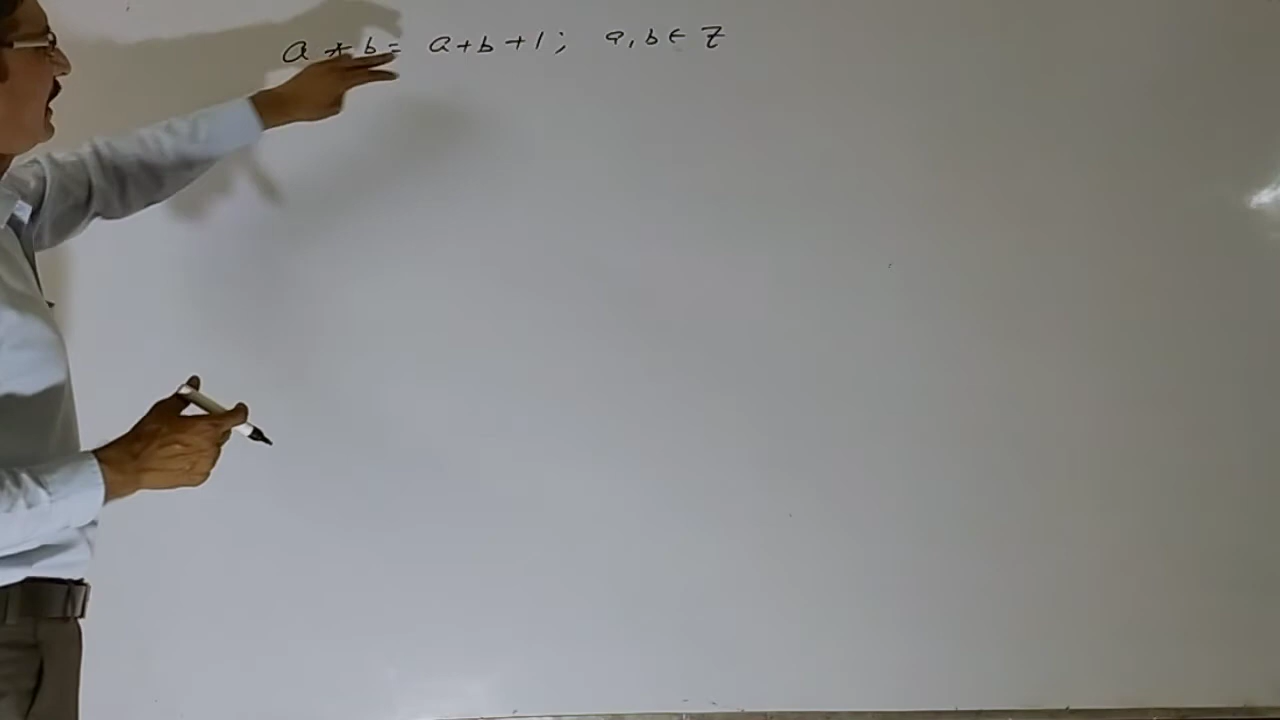 a * b = a + b + 1 ; a, b ∈ Z